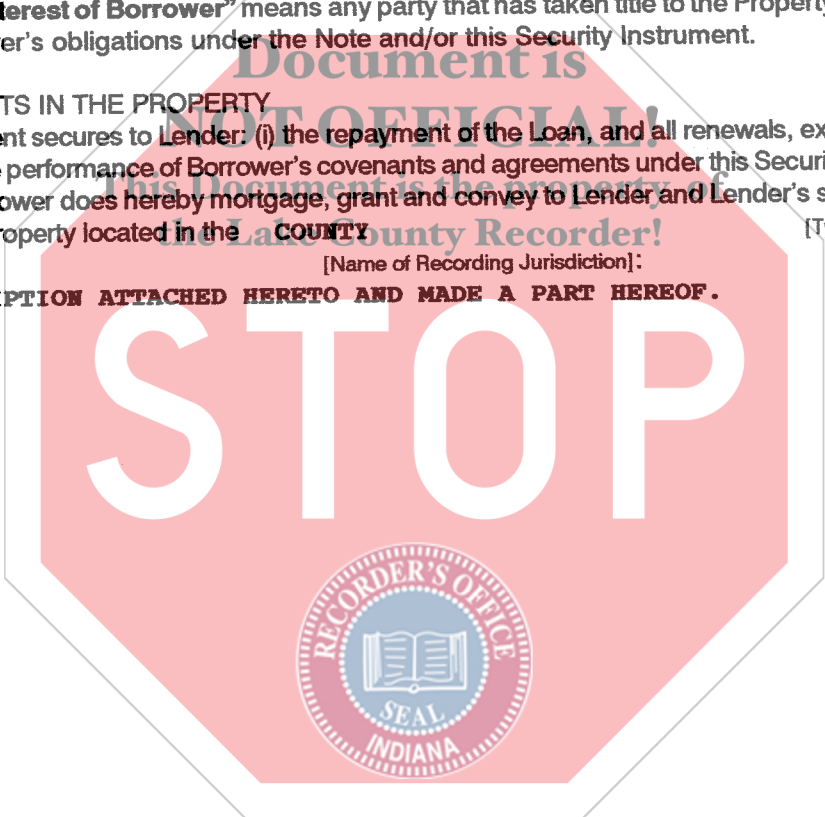 erest of Borrower" means any party that has taken title to the Property
er's obligations under the Note and/or this Security Instrument.
Document is
TS IN THE PROPERTY
NOT OFFICIAL!
ent secures to Lender: (i) the repayment of the Loan, and all renewals, ex
performance of Borrower's covenants and agreements under this Securi
This Document is the property of
ower does hereby mortgage, grant and convey to Lender and Lender's s
the Lake County Recorder!
operty located in the COUNTY [T
[Name of Recording Jurisdiction]:
IPTION ATTACHED HERETO AND MADE A PART HEREOF.
STOP
RECORDER'S OFFICE
SEAL
INDIANA